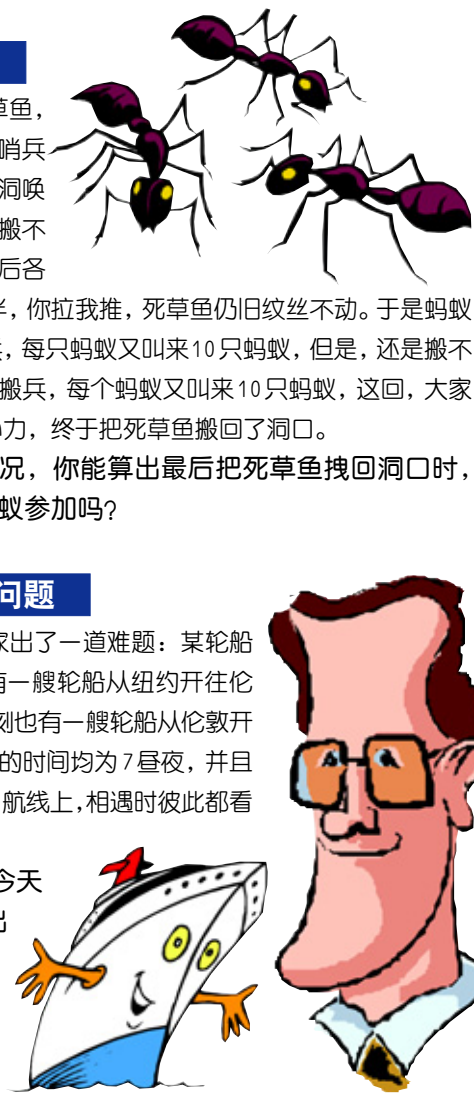 草鱼，
哨兵
洞唤
搬不
后各
半，你拉我推，死草鱼仍旧纹丝不动。于是蚂蚁
，每只蚂蚁又叫来10只蚂蚁，但是，还是搬不
搬兵，每个蚂蚁又叫来10只蚂蚁，这回，大家
力，终于把死草鱼搬回了洞口。
况，你能算出最后把死草鱼拽回洞口时，
蚁参加吗？
问题
家出了一道难题：某轮船
有一艘轮船从纽约开往伦
刻也有一艘轮船从伦敦开
的时间均为7昼夜，并且
航线上，相遇时彼此都看
今天
出